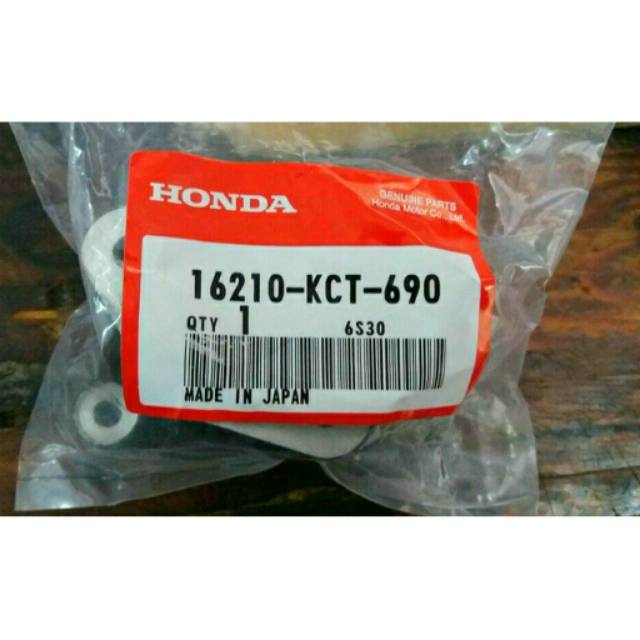 HONDA
GENUINE PARTS
Honda Motor Co., Ltd.
16210-KCT-690
QTY 1 6S30
MADE IN JAPAN